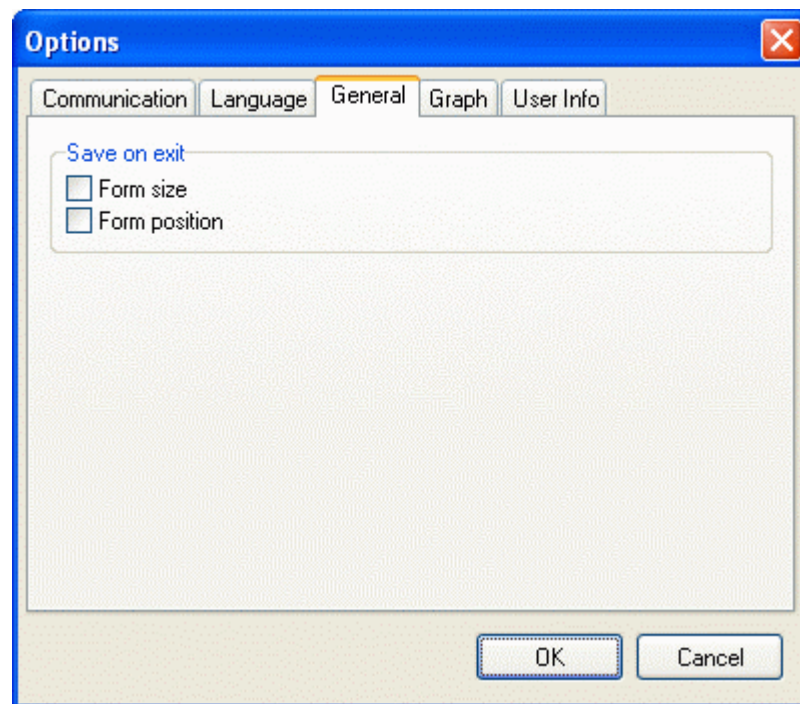 Options
Communication Language General Graph User Info
Save on exit
Form size
Form position
OK Cancel